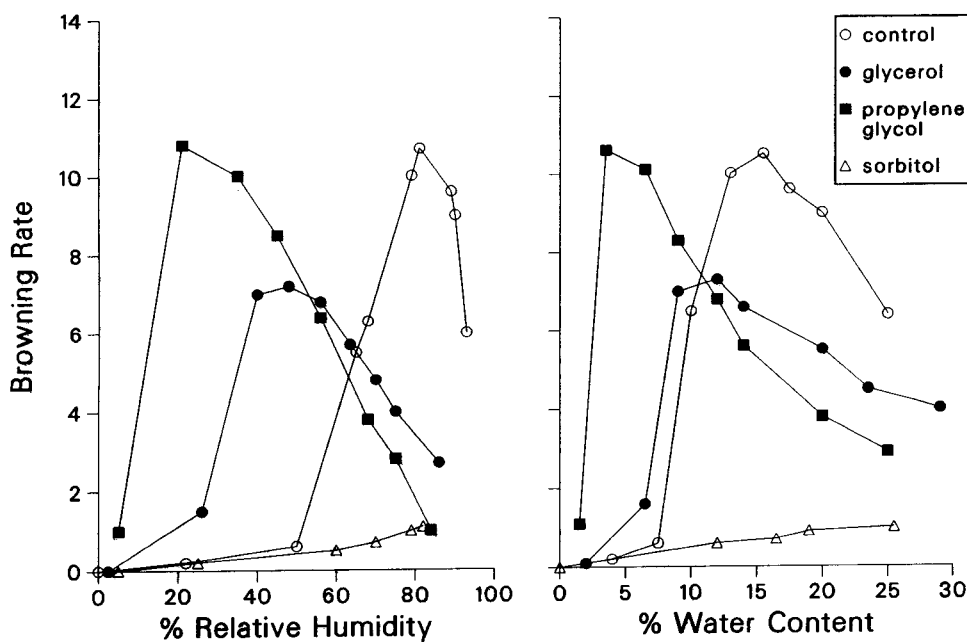 Browning Rate
14
12
10
8
6
4
2
0
0 20 40 60 80 100
% Relative Humidity
0 5 10 15 20 25 30
% Water Content
control
glycerol
propylene
glycol
sorbitol